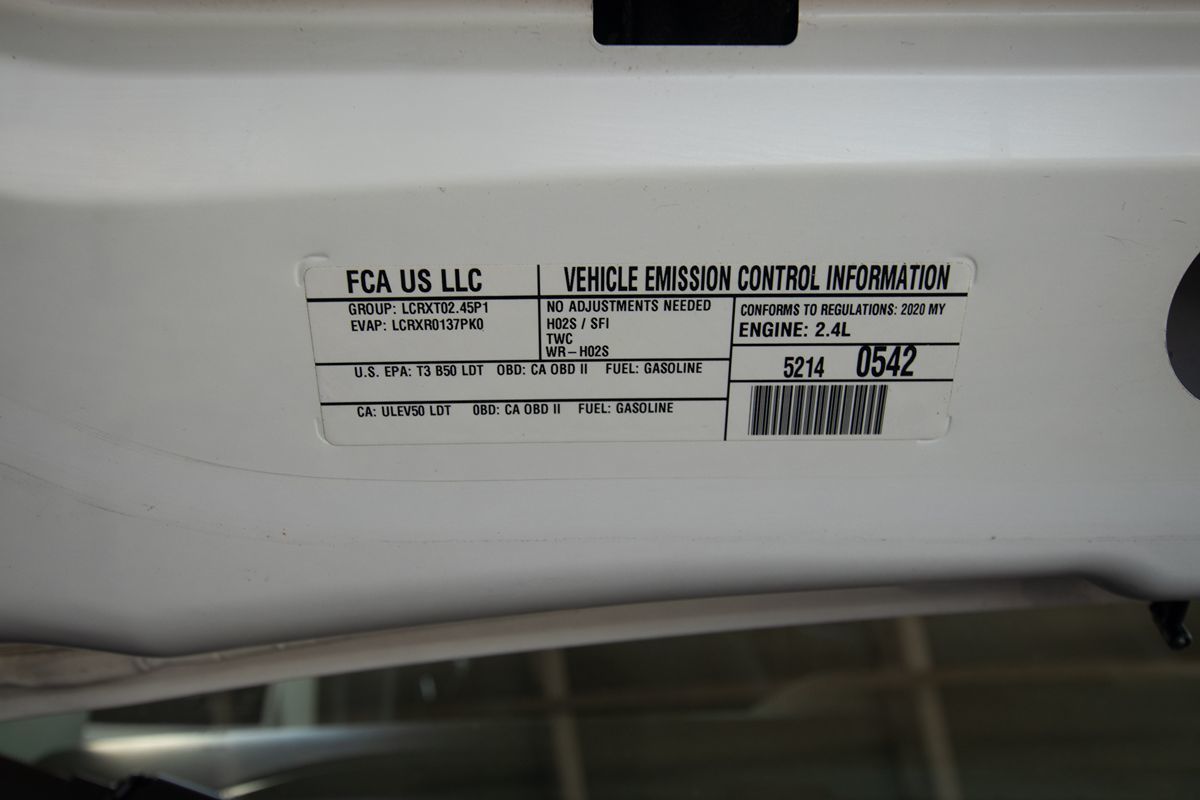 FCA US LLC
VEHICLE EMISSION CONTROL INFORMATION
GROUP: LCRXT02.45P1
EVAP: LCRXR0137PK0
NO ADJUSTMENTS NEEDED
H02S / SFI
TWC
WR-H02S
CONFORMS TO REGULATIONS: 2020 MY
ENGINE: 2.4L
U.S. EPA: T3 B50 LDT OBD: CA OBD II FUEL: GASOLINE
5214 0542
CA: ULEV50 LDT OBD: CA OBD II FUEL: GASOLINE